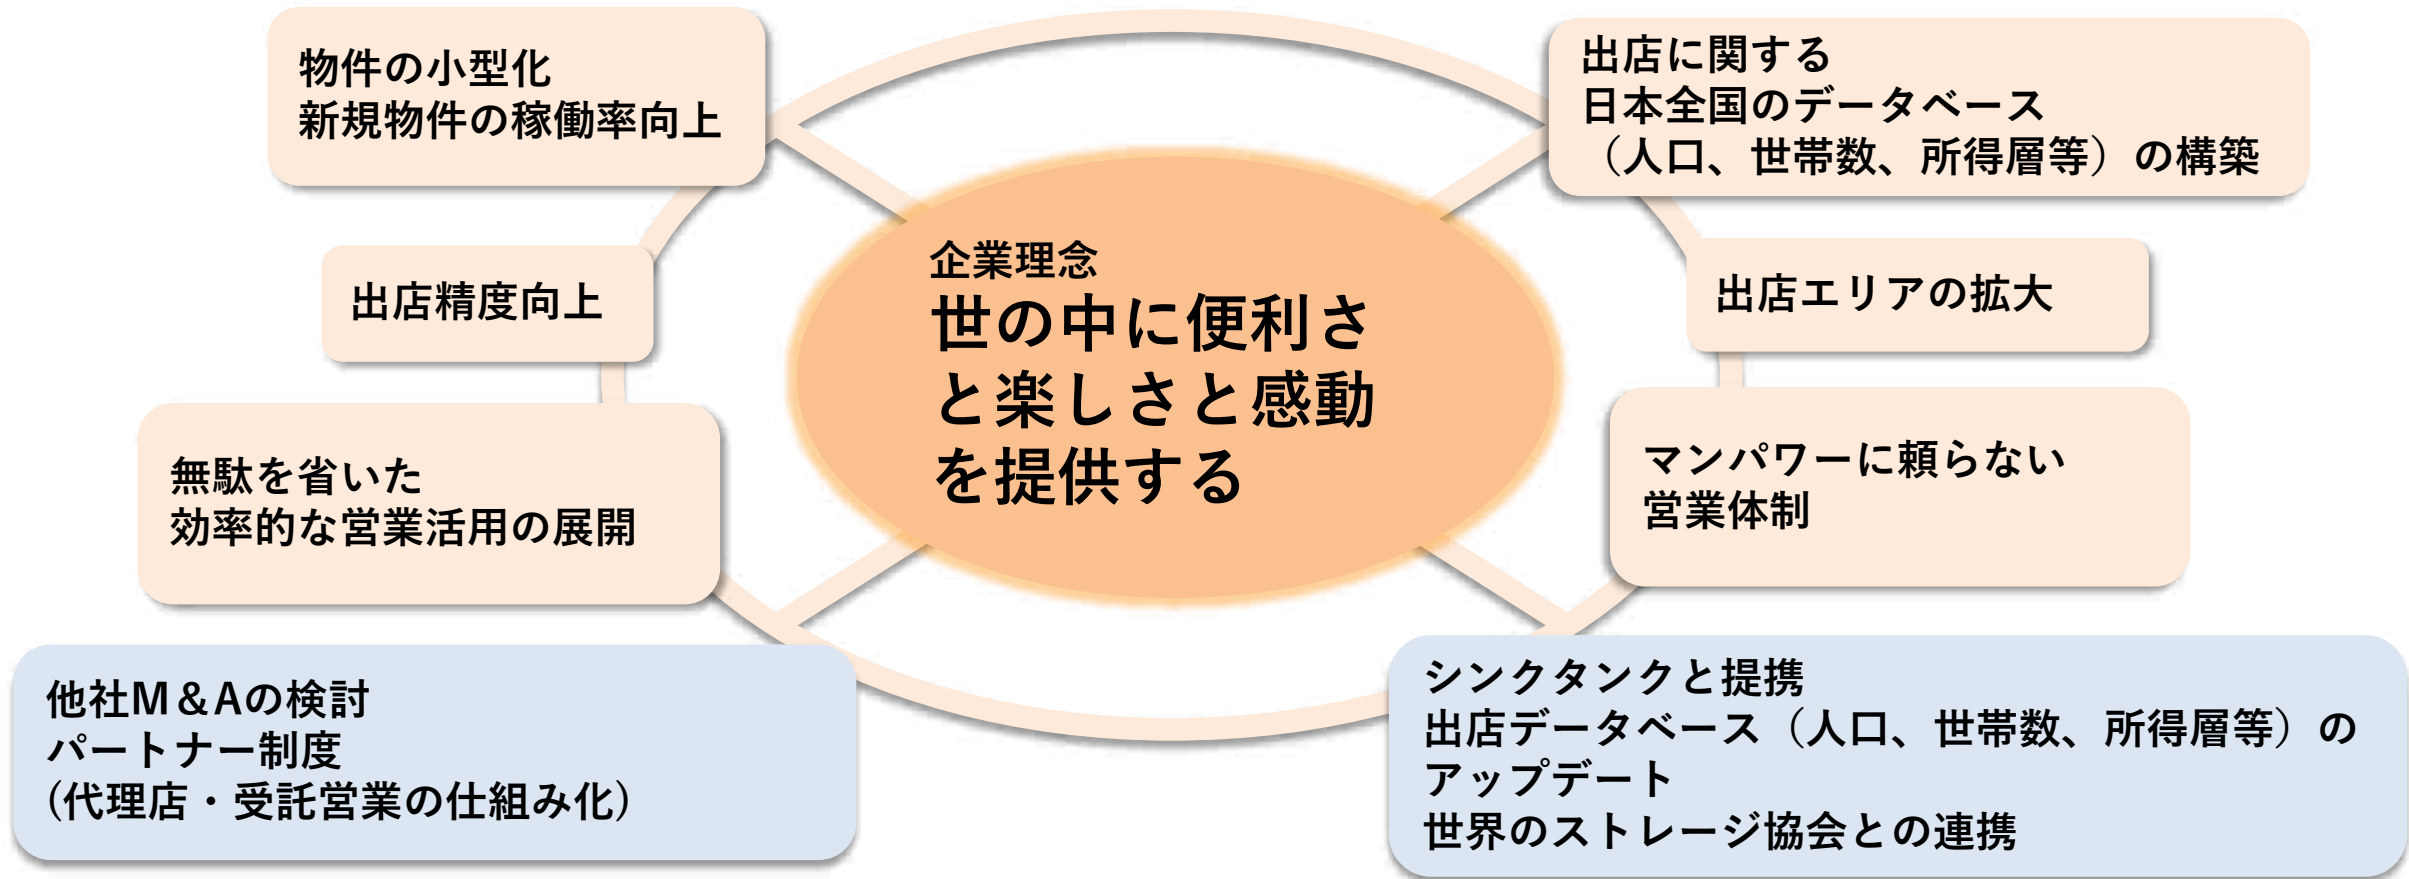 物件の小型化
新規物件の稼働率向上
出店に関する
日本全国のデータベース
（人口、世帯数、所得層等）の構築
出店精度向上
企業理念
世の中に便利さ
と楽しさと感動
を提供する
出店エリアの拡大
無駄を省いた
効率的な営業活用の展開
マンパワーに頼らない
営業体制
他社M＆Aの検討
パートナー制度
(代理店・受託営業の仕組み化)
シンクタンクと提携
出店データベース（人口、世帯数、所得層等）の
アップデート
世界のストレージ協会との連携